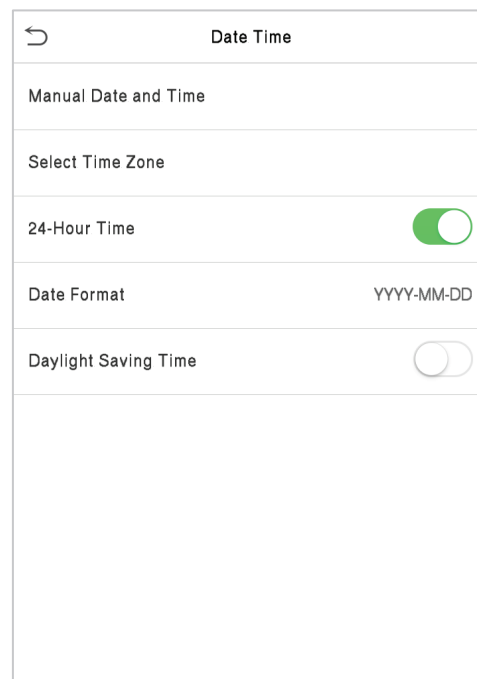 Date Time
Manual Date and Time
Select Time Zone
24-Hour Time
Date Format YYYY-MM-DD
Daylight Saving Time